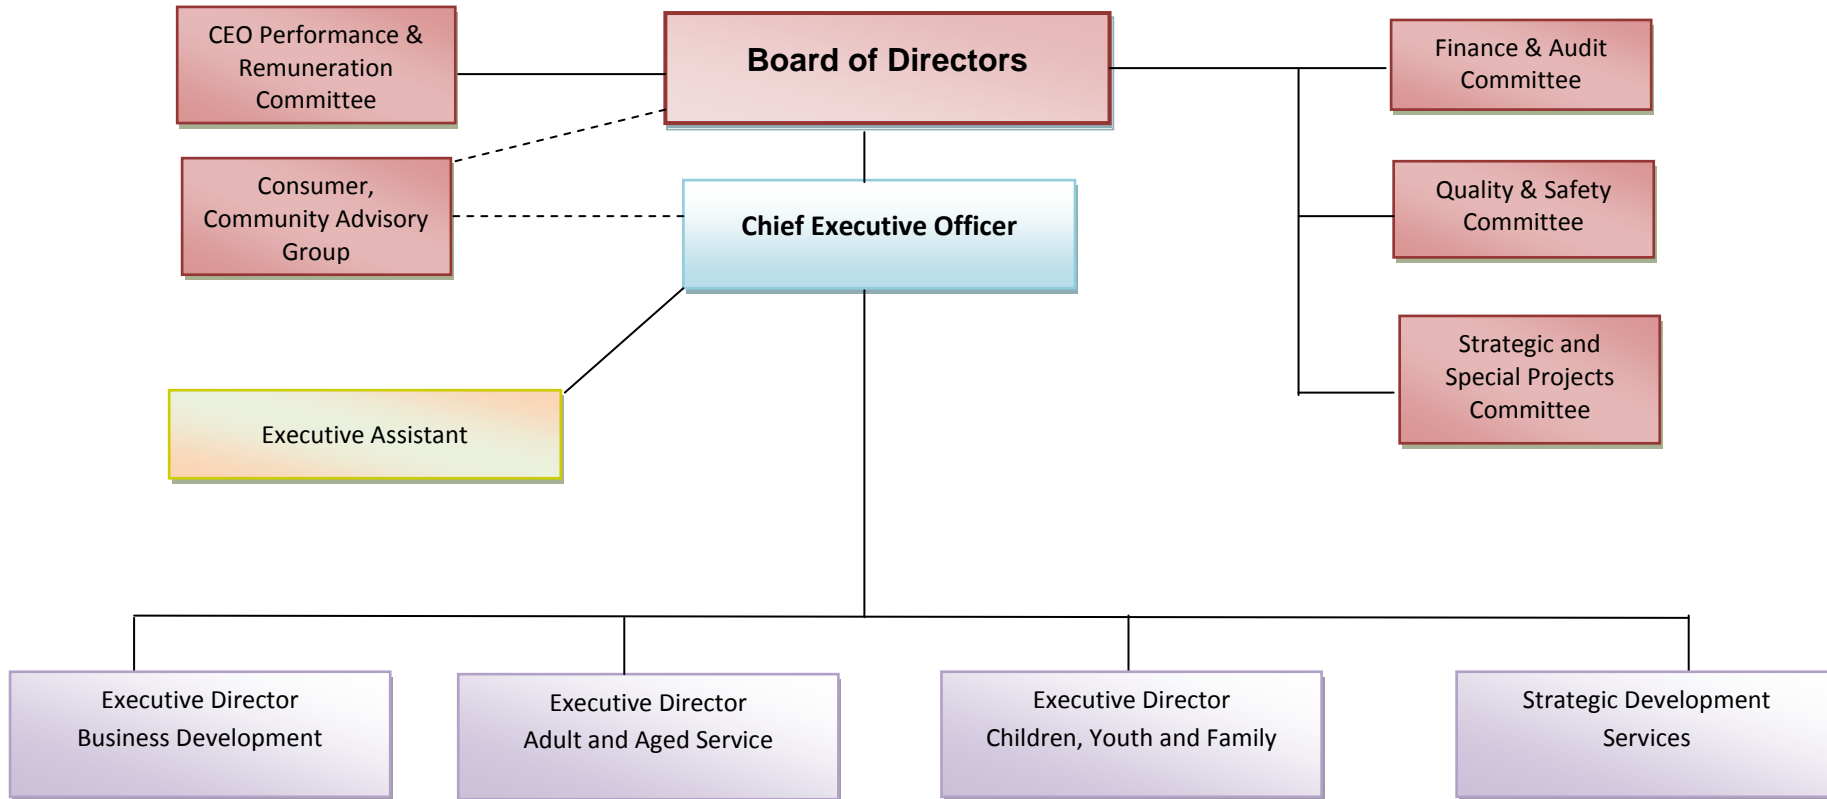 CEO Performance &
Remuneration
Committee
Board of Directors
Finance & Audit
Committee
Consumer,
Community Advisory
Group
Chief Executive Officer
Quality & Safety
Committee
Strategic and
Special Projects
Committee
Executive Assistant
Executive Director
Business Development
Executive Director
Adult and Aged Service
Executive Director
Children, Youth and Family
Strategic Development
Services